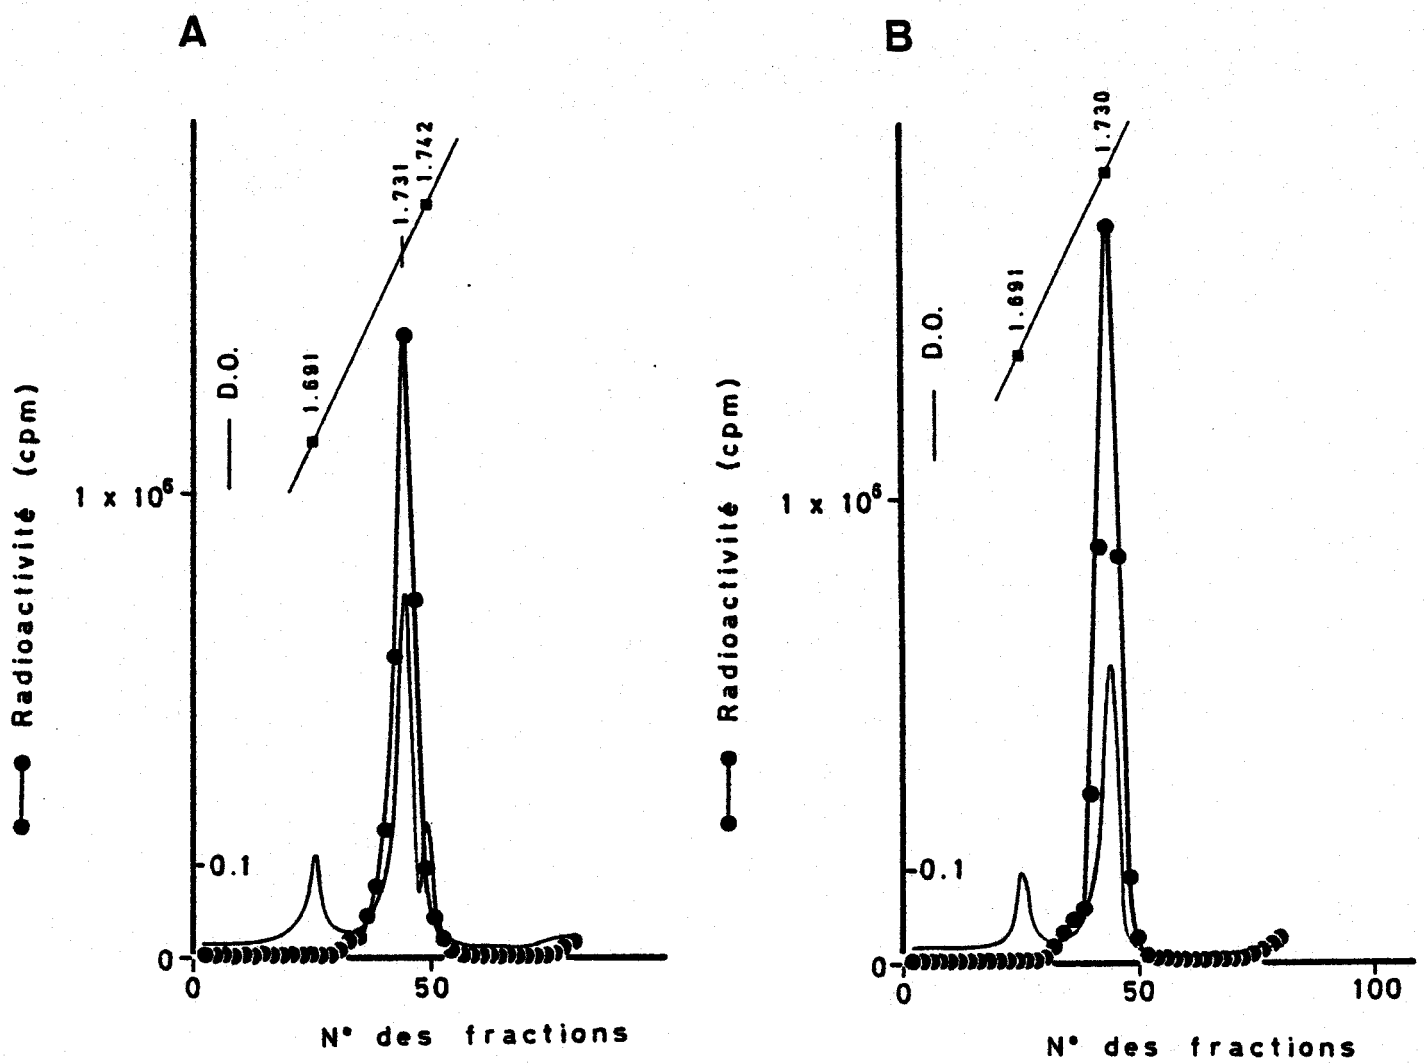 A
1.742
1.731
1.691
— D.O.
Radioactivité (cpm)
1 x 10⁶
0.1
0
0
50
N° des fractions
B
1.730
1.691
— D.O.
Radioactivité (cpm)
1 x 10⁶
0.1
0
0
50
100
N° des fractions